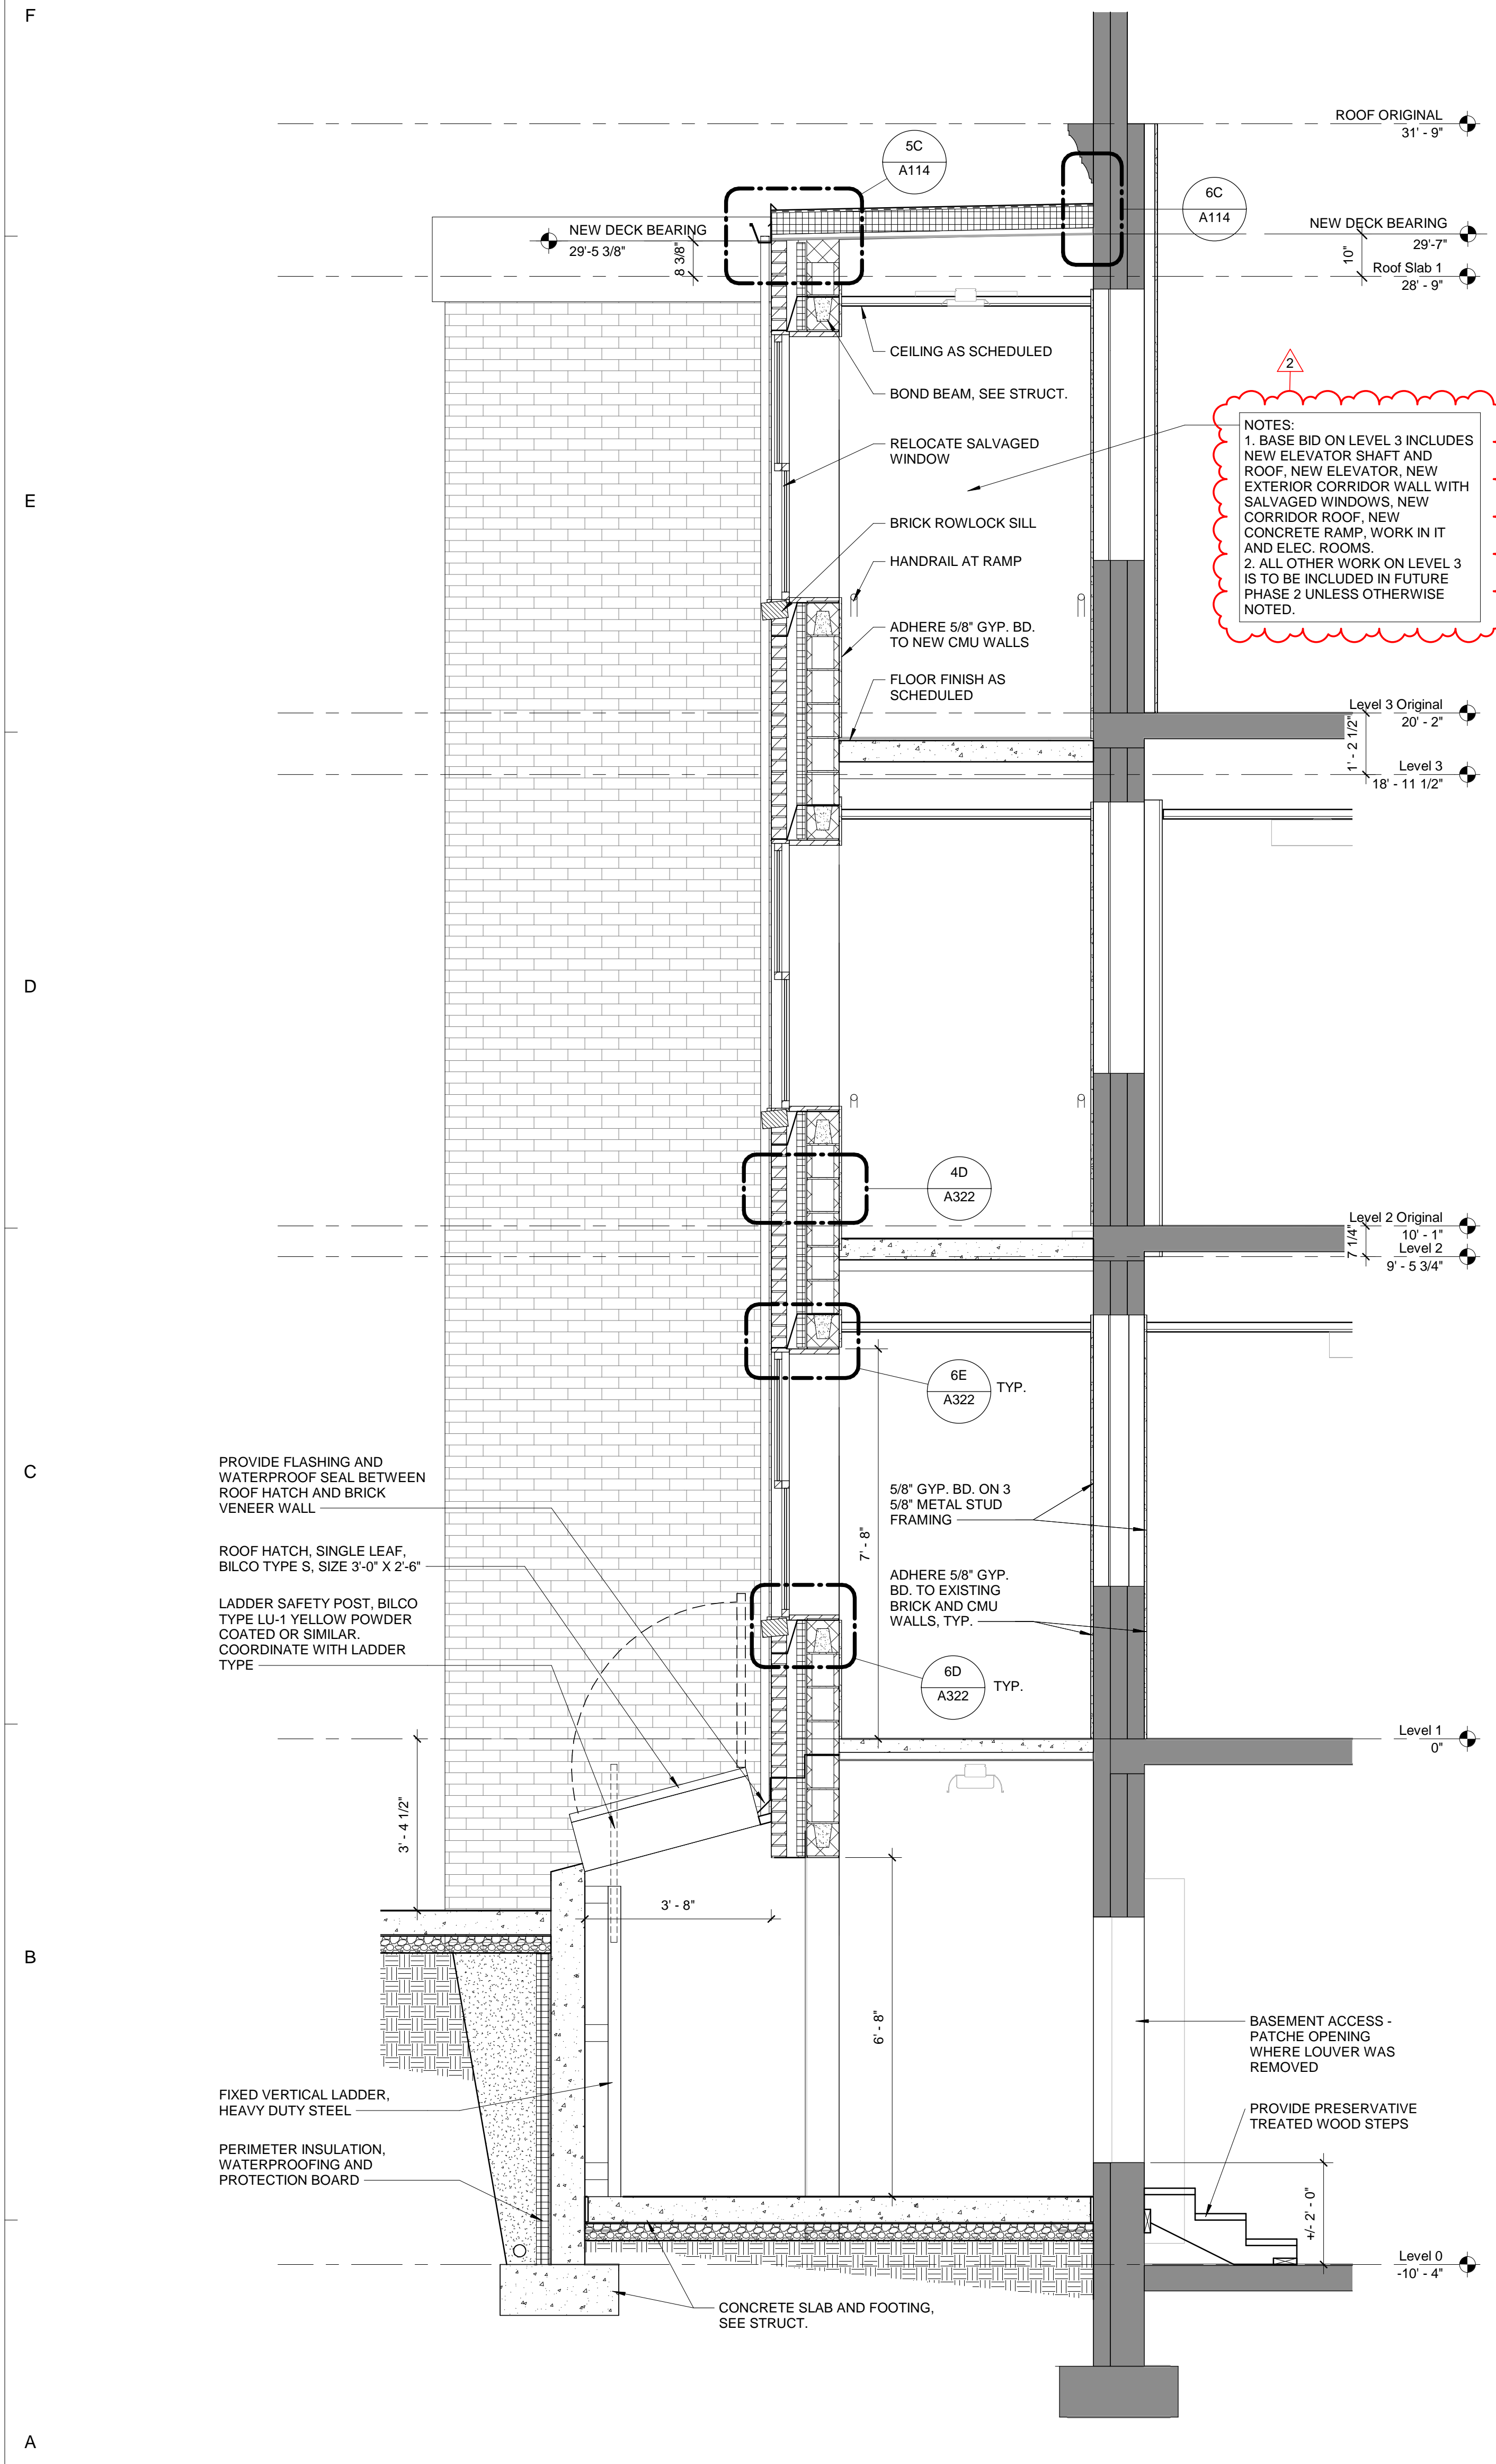 F
ROOF ORIGINAL
31' - 9"
5C
A114
6C
A114
NEW DECK BEARING
29'-5 3/8"
8 3/8"
NEW DECK BEARING
29'-7"
10"
Roof Slab 1
28' - 9"
CEILING AS SCHEDULED
BOND BEAM, SEE STRUCT.
2
NOTES:
1. BASE BID ON LEVEL 3 INCLUDES
NEW ELEVATOR SHAFT AND
ROOF, NEW ELEVATOR, NEW
EXTERIOR CORRIDOR WALL WITH
SALVAGED WINDOWS, NEW
CORRIDOR ROOF, NEW
CONCRETE RAMP, WORK IN IT
AND ELEC. ROOMS.
2. ALL OTHER WORK ON LEVEL 3
IS TO BE INCLUDED IN FUTURE
PHASE 2 UNLESS OTHERWISE
NOTED.
RELOCATE SALVAGED
WINDOW
E
BRICK ROWLOCK SILL
HANDRAIL AT RAMP
ADHERE 5/8" GYP. BD.
TO NEW CMU WALLS
FLOOR FINISH AS
SCHEDULED
Level 3 Original
20' - 2"
1' - 2 1/2"
Level 3
18' - 11 1/2"
D
4D
A322
Level 2 Original
10' - 1"
7 1/4"
Level 2
9' - 5 3/4"
6E
A322
TYP.
C
PROVIDE FLASHING AND
WATERPROOF SEAL BETWEEN
ROOF HATCH AND BRICK
VENEER WALL
5/8" GYP. BD. ON 3
5/8" METAL STUD
FRAMING
7' - 8"
ROOF HATCH, SINGLE LEAF,
BILCO TYPE S, SIZE 3'-0" X 2'-6"
ADHERE 5/8" GYP.
BD. TO EXISTING
BRICK AND CMU
WALLS, TYP.
LADDER SAFETY POST, BILCO
TYPE LU-1 YELLOW POWDER
COATED OR SIMILAR.
COORDINATE WITH LADDER
TYPE
6D
A322
TYP.
Level 1
0"
3' - 4 1/2"
3' - 8"
B
6' - 8"
BASEMENT ACCESS -
PATCHE OPENING
WHERE LOUVER WAS
REMOVED
FIXED VERTICAL LADDER,
HEAVY DUTY STEEL
PROVIDE PRESERVATIVE
TREATED WOOD STEPS
PERIMETER INSULATION,
WATERPROOFING AND
PROTECTION BOARD
+/- 2' - 0"
Level 0
-10' - 4"
CONCRETE SLAB AND FOOTING,
SEE STRUCT.
A